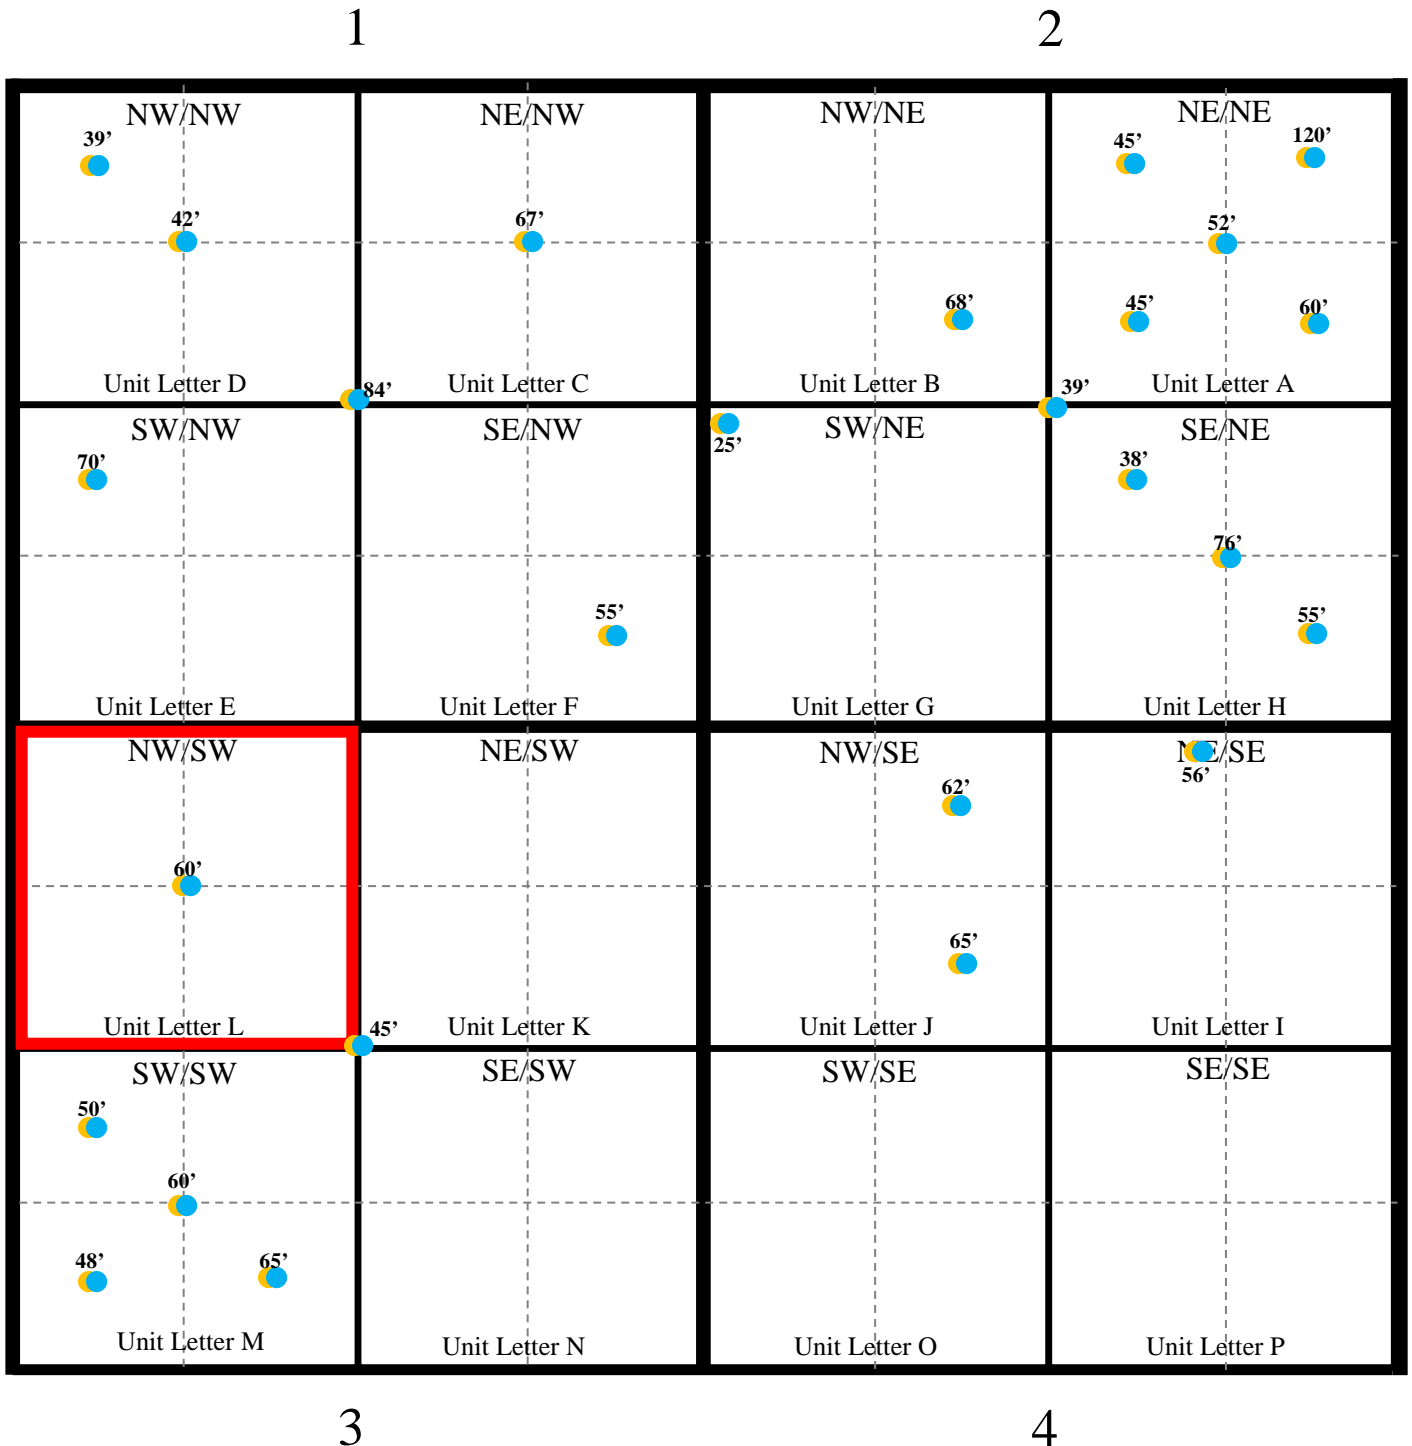 1
2
NW/NW
NE/NW
NW/NE
NE/NE
39’
45’
120’
42’
67’
52’
68’
45’
60’
Unit Letter D
84’
Unit Letter C
Unit Letter B
39’
Unit Letter A
SW/NW
SE/NW
SW/NE
SE/NE
70’
25’
38’
76’
55’
55’
Unit Letter E
Unit Letter F
Unit Letter G
Unit Letter H
NW/SW
NE/SW
NW/SE
NE/SE
62’
56’
60’
65’
Unit Letter L
45’
Unit Letter K
Unit Letter J
Unit Letter I
SW/SW
SE/SW
SW/SE
SE/SE
50’
60’
48’
65’
Unit Letter M
Unit Letter N
Unit Letter O
Unit Letter P
3
4